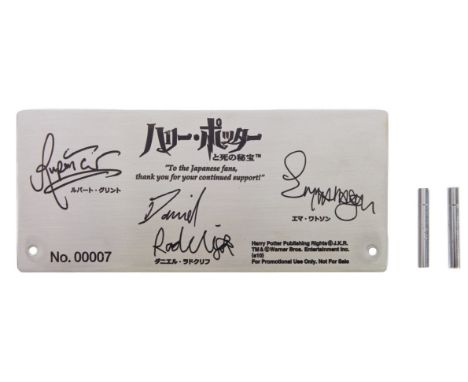 ハリー・ポッター
と死の秘宝™
"To the Japanese fans,
thank you for your continued support!"
ルパート・グリント
エマ・ワトソン
Daniel
ダニエル・ラドクリフ
No. 00007
Harry Potter Publishing Rights © J.K.R.
TM & © Warner Bros. Entertainment Inc.
(s10)
For Promotional Use Only. Not For Sale